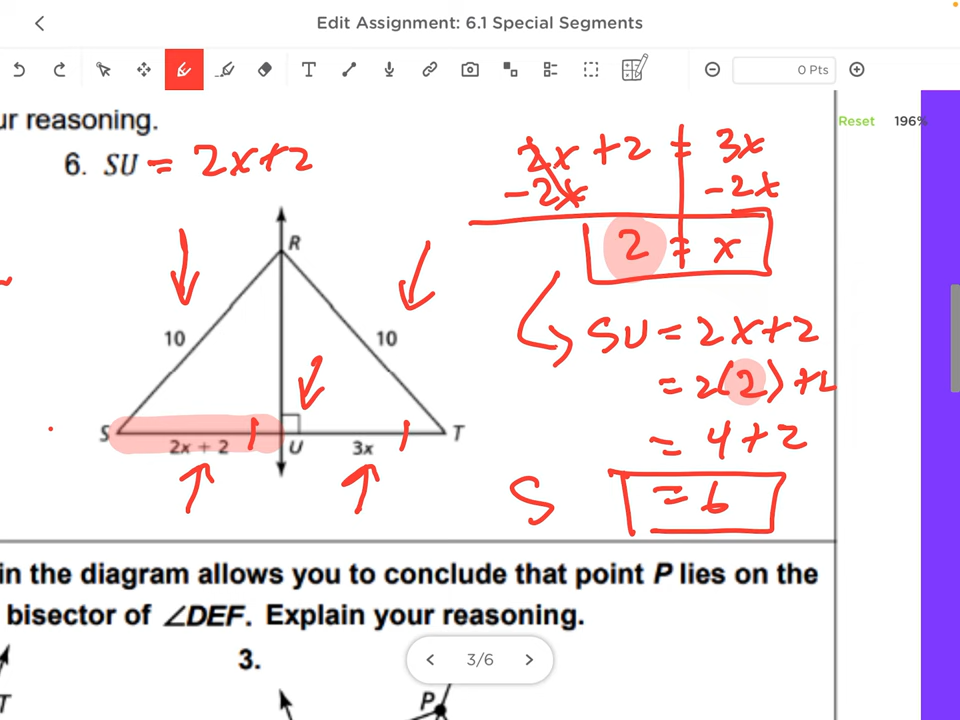 Edit Assignment: 6.1 Special Segments
T
0 Pts
ur reasoning.
Reset 196%
6. SU = 2x+2
2x + 2 = 3x
-2x -2x
2 = x
R
10
10
SU = 2x+2
= 2(2)+2
= 4+2
= 6
S
S
2x + 2
U
3x
T
in the diagram allows you to conclude that point P lies on the
bisector of ∠DEF. Explain your reasoning.
3.
3/6
T
P